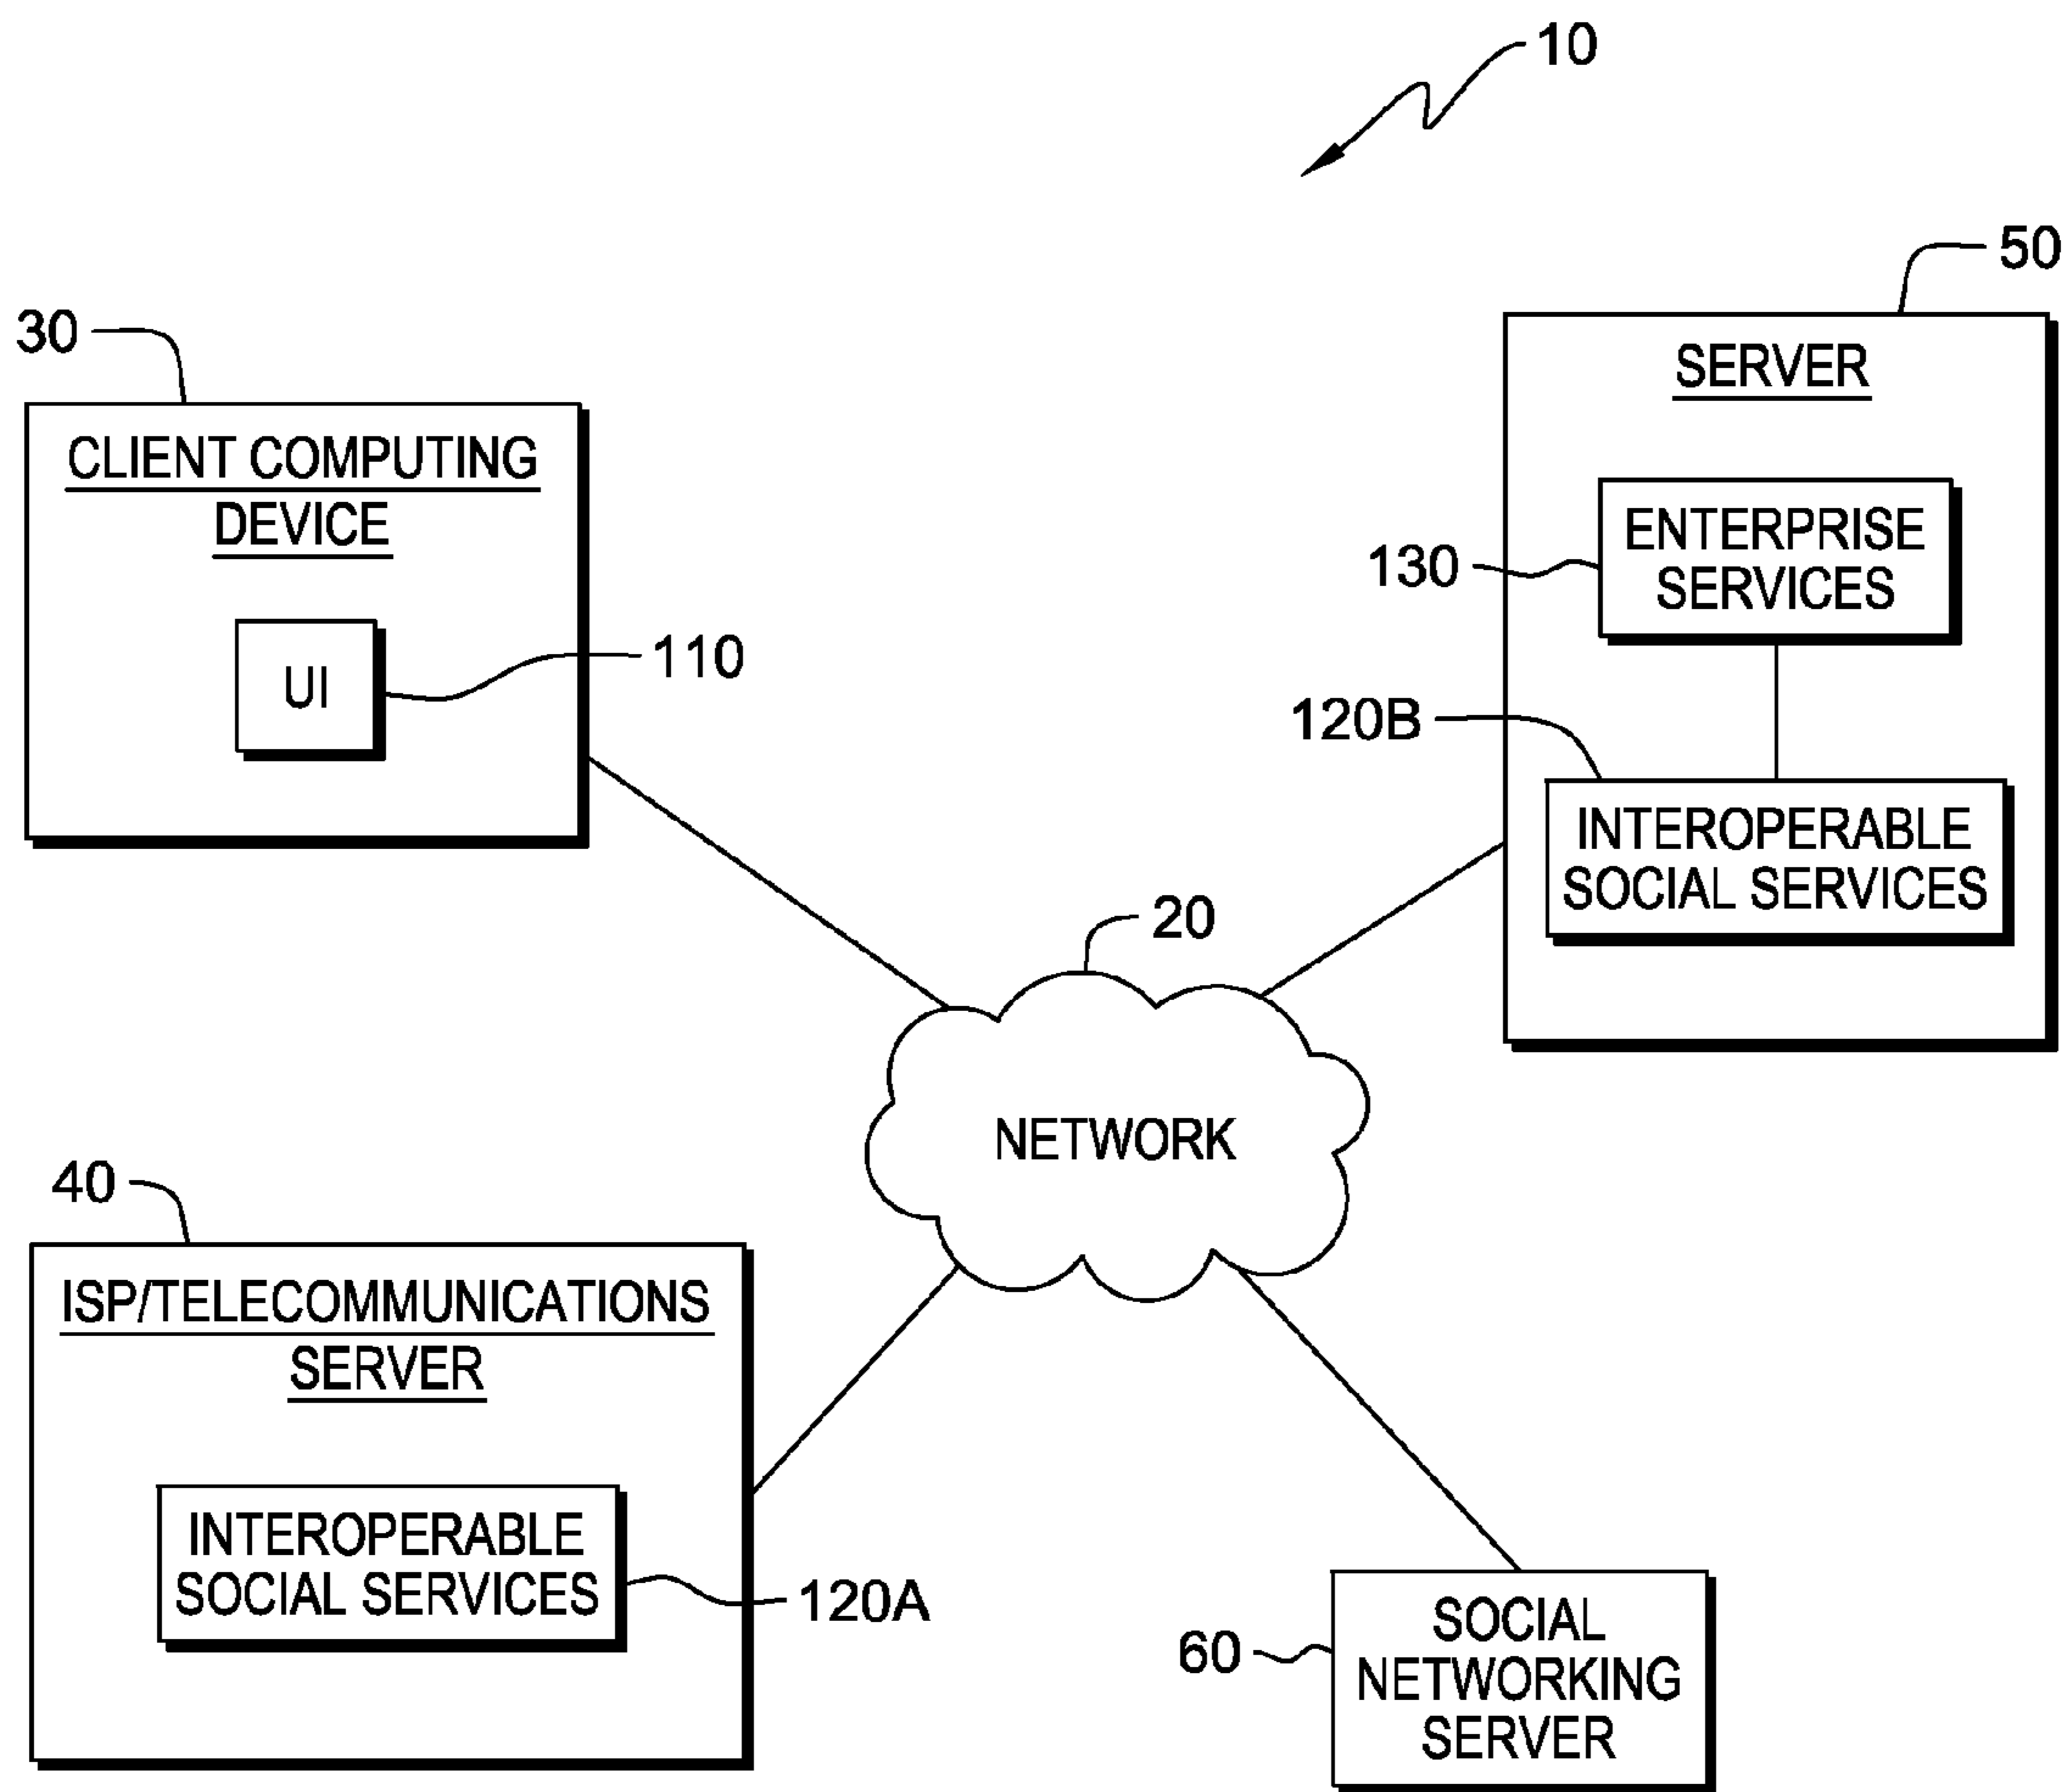 10
50
30
SERVER
CLIENT COMPUTING
DEVICE
ENTERPRISE
SERVICES
130
UI
110
120B
INTEROPERABLE
SOCIAL SERVICES
20
NETWORK
40
ISP/TELECOMMUNICATIONS
SERVER
INTEROPERABLE
SOCIAL SERVICES
120A
60
SOCIAL
NETWORKING
SERVER